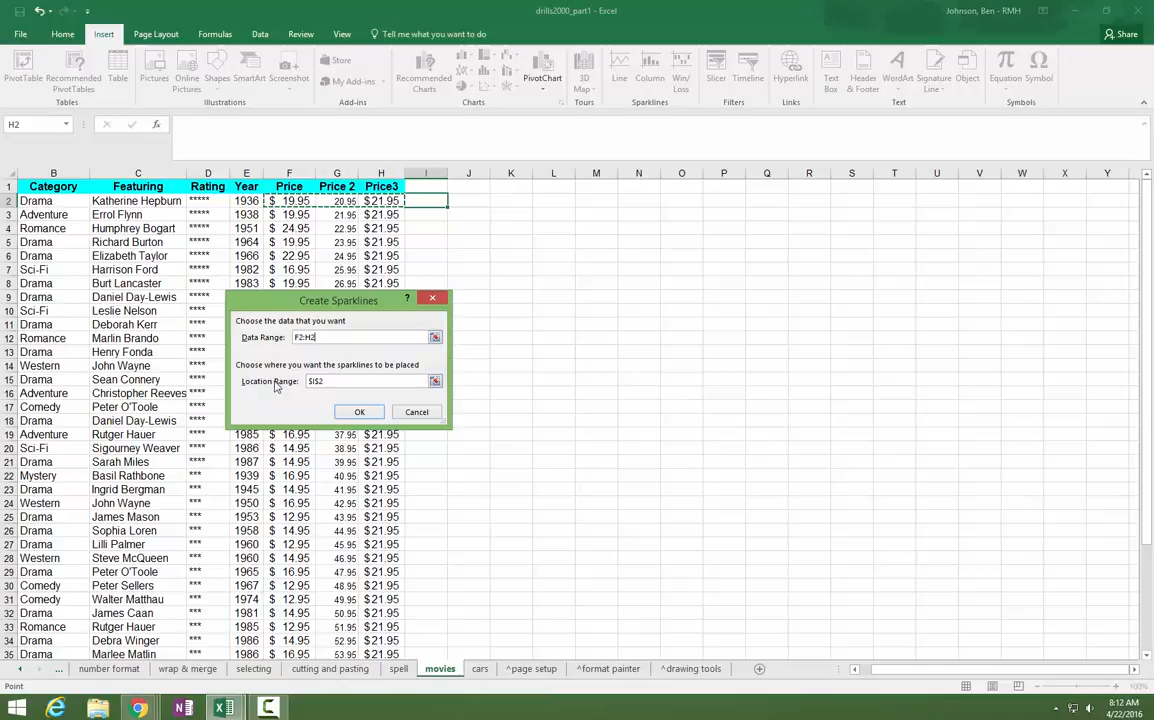 drills2000_part1 - Excel
Johnson, Ben - RMH
File Home Insert Page Layout Formulas Data Review View Tell me what you want to do Share
PivotTable Recommended PivotTables Table Pictures Online Pictures Shapes SmartArt Screenshot Store My Add-ins Recommended Charts PivotChart 3D Map Line Column Win/Loss Slicer Timeline Hyperlink Text Box Header & Footer WordArt Signature Line Object Equation Symbol
Tables Illustrations Add-ins Charts Tours Sparklines Filters Links Text Symbols
H2 fx
B C D E F G H I J K L M N O P Q R S T U V W X Y
1 Category Featuring Rating Year Price Price 2 Price3
2 Drama Katherine Hepburn ***** 1936 $ 19.95 20.95 $21.95
3 Adventure Errol Flynn ***** 1938 $ 19.95 21.95 $21.95
4 Romance Humphrey Bogart ***** 1951 $ 24.95 22.95 $21.95
5 Drama Richard Burton ***** 1964 $ 19.95 23.95 $21.95
6 Drama Elizabeth Taylor ***** 1966 $ 22.95 24.95 $21.95
7 Sci-Fi Harrison Ford ***** 1982 $ 16.95 25.95 $21.95
8 Drama Burt Lancaster ***** 1983 $ 19.95 26.95 $21.95
9 Drama Daniel Day-Lewis *****
10 Sci-Fi Leslie Nelson
11 Drama Deborah Kerr
12 Romance Marlin Brando
13 Drama Henry Fonda
14 Western John Wayne
15 Drama Sean Connery
16 Adventure Christopher Reeves
17 Comedy Peter O'Toole
18 Drama Daniel Day-Lewis
19 Adventure Rutger Hauer 1985 $ 16.95 37.95 $21.95
20 Sci-Fi Sigourney Weaver **** 1986 $ 14.95 38.95 $21.95
21 Drama Sarah Miles **** 1987 $ 14.95 39.95 $21.95
22 Mystery Basil Rathbone *** 1939 $ 16.95 40.95 $21.95
23 Drama Ingrid Bergman *** 1945 $ 14.95 41.95 $21.95
24 Western John Wayne *** 1950 $ 16.95 42.95 $21.95
25 Drama James Mason *** 1953 $ 12.95 43.95 $21.95
26 Drama Sophia Loren *** 1958 $ 14.95 44.95 $21.95
27 Drama Lilli Palmer *** 1960 $ 12.95 45.95 $21.95
28 Western Steve McQueen *** 1960 $ 14.95 46.95 $21.95
29 Drama Peter O'Toole *** 1965 $ 16.95 47.95 $21.95
30 Comedy Peter Sellers *** 1967 $ 12.95 48.95 $21.95
31 Comedy Walter Matthau *** 1974 $ 12.95 49.95 $21.95
32 Drama James Caan *** 1981 $ 14.95 50.95 $21.95
33 Romance Rutger Hauer *** 1985 $ 12.95 51.95 $21.95
34 Drama Debra Winger *** 1986 $ 14.95 52.95 $21.95
35 Drama Marlee Matlin *** 1986 $ 16.95 53.95 $21.95
Create Sparklines ?
Choose the data that you want
Data Range: F2:H2
Choose where you want the sparklines to be placed
Location Range: $I$2
OK Cancel
... number format wrap & merge selecting cutting and pasting spell movies cars ^page setup ^format painter ^drawing tools
Point 100%
8:12 AM
4/22/2016